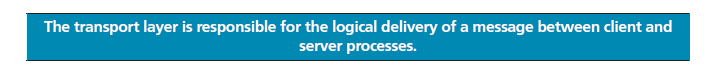 The transport layer is responsible for the logical delivery of a message between client and
server processes.